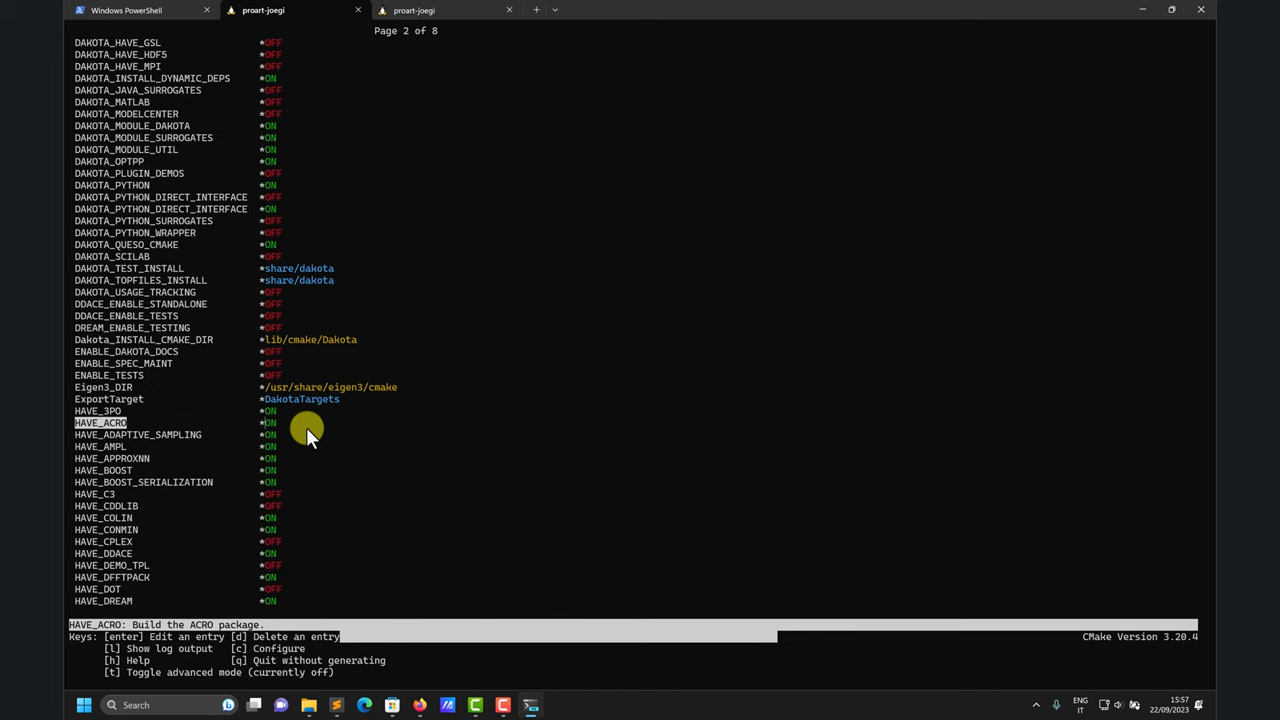 Windows PowerShell
proart-joegi
proart-joegi
Page 2 of 8
DAKOTA_HAVE_GSL *OFF
DAKOTA_HAVE_HDF5 *OFF
DAKOTA_HAVE_MPI *OFF
DAKOTA_INSTALL_DYNAMIC_DEPS *ON
DAKOTA_JAVA_SURROGATES *OFF
DAKOTA_MATLAB *OFF
DAKOTA_MODELCENTER *OFF
DAKOTA_MODULE_DAKOTA *ON
DAKOTA_MODULE_SURROGATES *ON
DAKOTA_MODULE_UTIL *ON
DAKOTA_OPTPP *ON
DAKOTA_PLUGIN_DEMOS *OFF
DAKOTA_PYTHON *ON
DAKOTA_PYTHON_DIRECT_INTERFACE *OFF
DAKOTA_PYTHON_DIRECT_INTERFACE *ON
DAKOTA_PYTHON_SURROGATES *OFF
DAKOTA_PYTHON_WRAPPER *OFF
DAKOTA_QUESO_CMAKE *ON
DAKOTA_SCILAB *OFF
DAKOTA_TEST_INSTALL *share/dakota
DAKOTA_TOPFILES_INSTALL *share/dakota
DAKOTA_USAGE_TRACKING *OFF
DDACE_ENABLE_STANDALONE *OFF
DDACE_ENABLE_TESTS *OFF
DREAM_ENABLE_TESTING *OFF
Dakota_INSTALL_CMAKE_DIR *lib/cmake/Dakota
ENABLE_DAKOTA_DOCS *OFF
ENABLE_SPEC_MAINT *OFF
ENABLE_TESTS *OFF
Eigen3_DIR */usr/share/eigen3/cmake
ExportTarget *DakotaTargets
HAVE_3PO *ON
HAVE_ACRO *ON
HAVE_ADAPTIVE_SAMPLING *ON
HAVE_AMPL *ON
HAVE_APPROXNN *ON
HAVE_BOOST *ON
HAVE_BOOST_SERIALIZATION *ON
HAVE_C3 *OFF
HAVE_CDDLIB *OFF
HAVE_COLIN *ON
HAVE_CONMIN *ON
HAVE_CPLEX *OFF
HAVE_DDACE *ON
HAVE_DEMO_TPL *OFF
HAVE_DFFTPACK *ON
HAVE_DOT *OFF
HAVE_DREAM *ON
HAVE_ACRO: Build the ACRO package.
Keys: [enter] Edit an entry [d] Delete an entry CMake Version 3.20.4
[l] Show log output [c] Configure
[h] Help [q] Quit without generating
[t] Toggle advanced mode (currently off)
Search
ENG
IT
15:57
22/09/2023